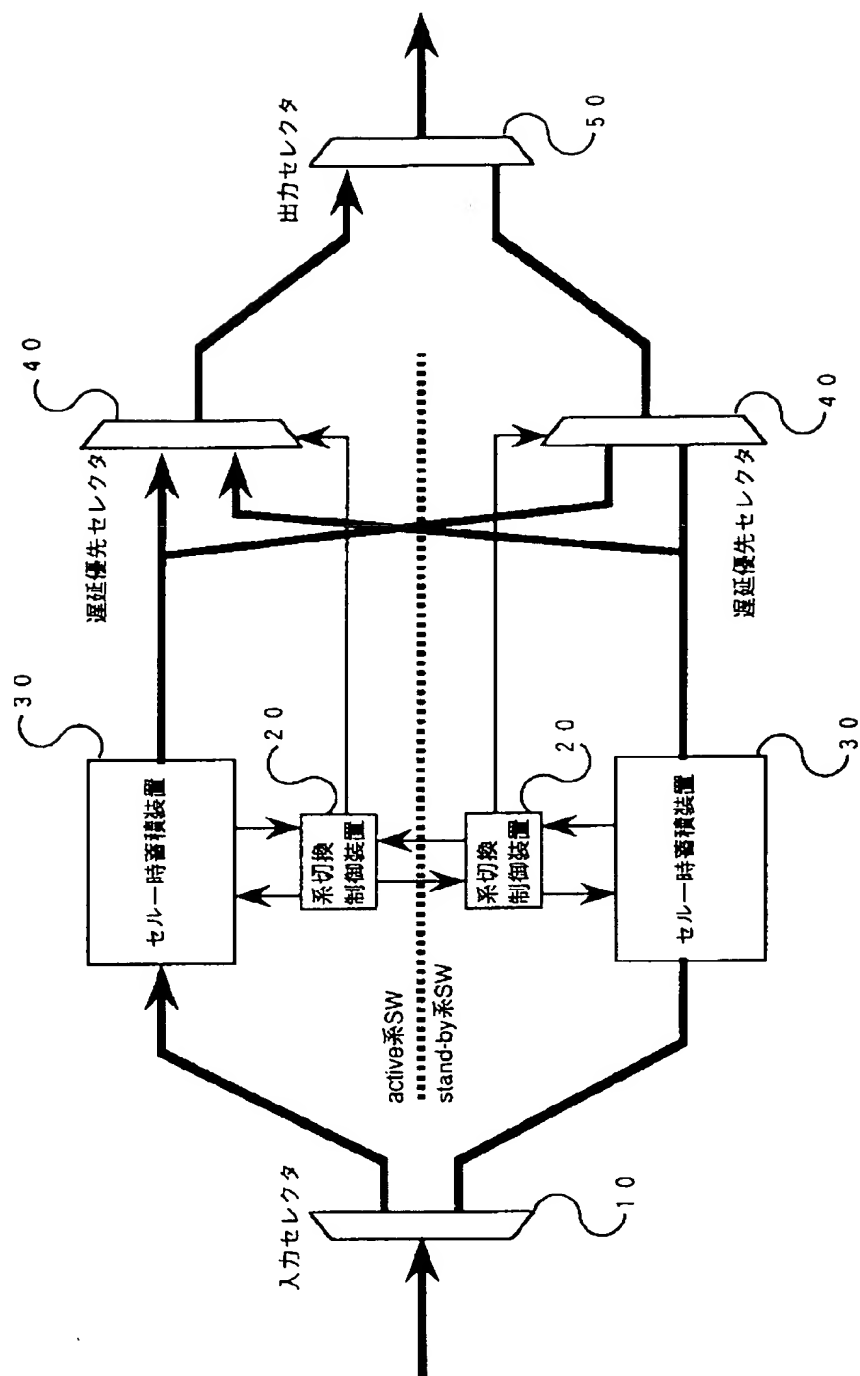 入力セレクタ
10
active系SW
stand-by系SW
セル一時蓄積装置
30
系切換
制御装置
20
系切換
制御装置
20
セル一時蓄積装置
30
遅延優先セレクタ
40
遅延優先セレクタ
40
出力セレクタ
50